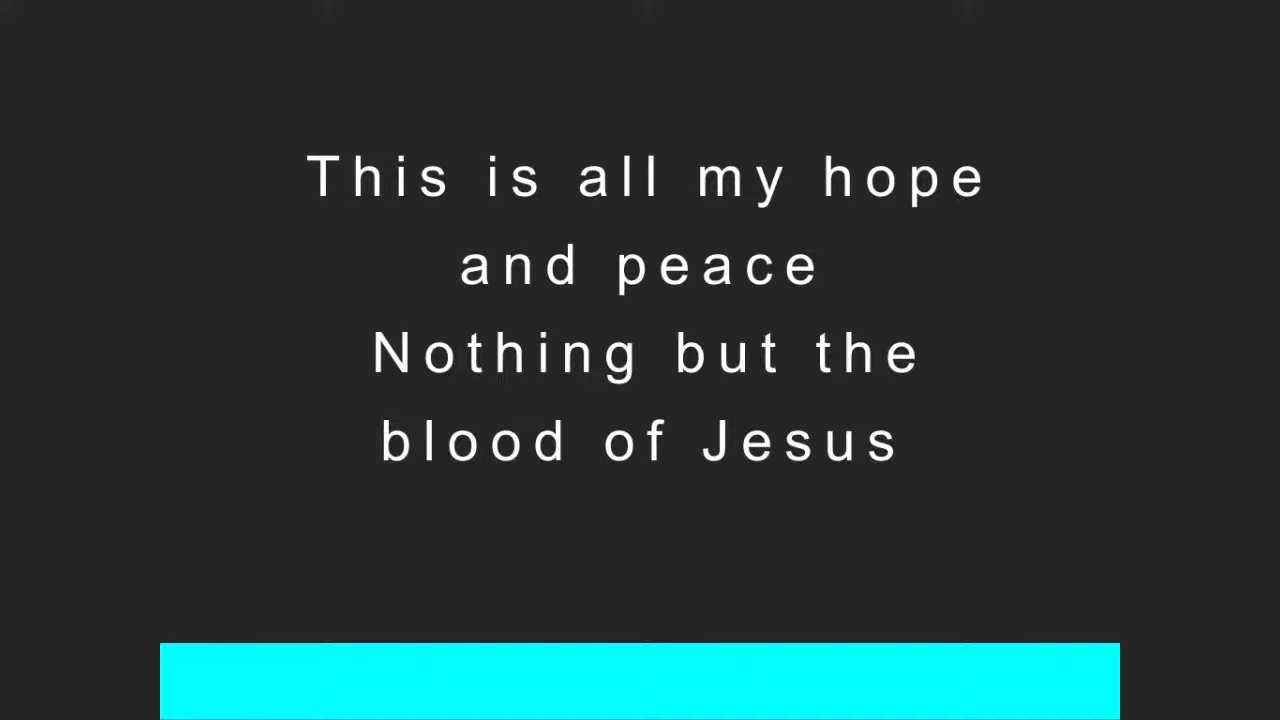 This is all my hope
and peace
Nothing but the
blood of Jesus